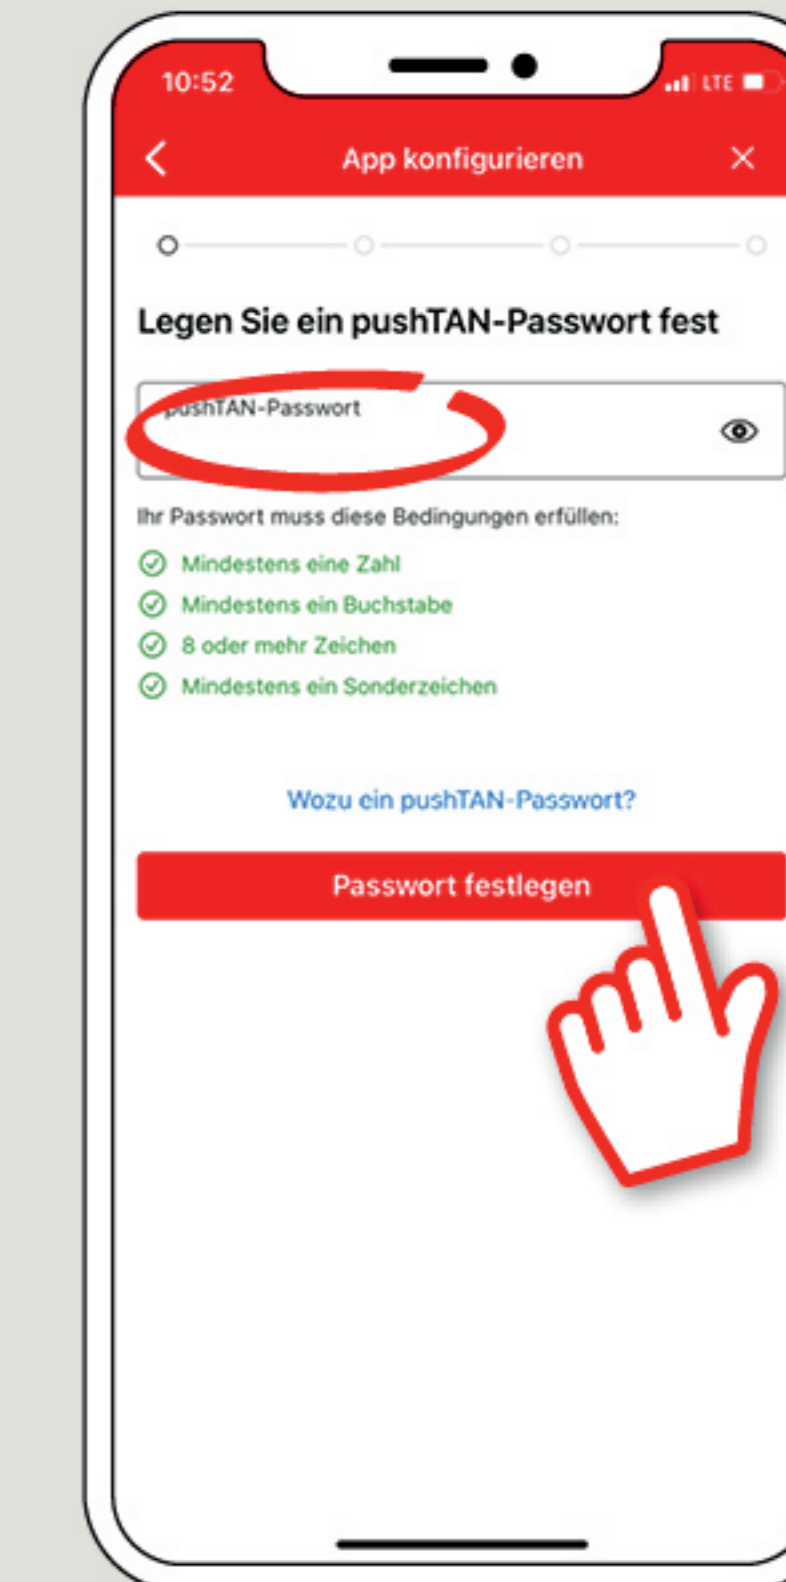 10:52 LTE
App konfigurieren
Legen Sie ein pushTAN-Passwort fest
pushTAN-Passwort
Ihr Passwort muss diese Bedingungen erfüllen:
Mindestens eine Zahl
Mindestens ein Buchstabe
8 oder mehr Zeichen
Mindestens ein Sonderzeichen
Wozu ein pushTAN-Passwort?
Passwort festlegen